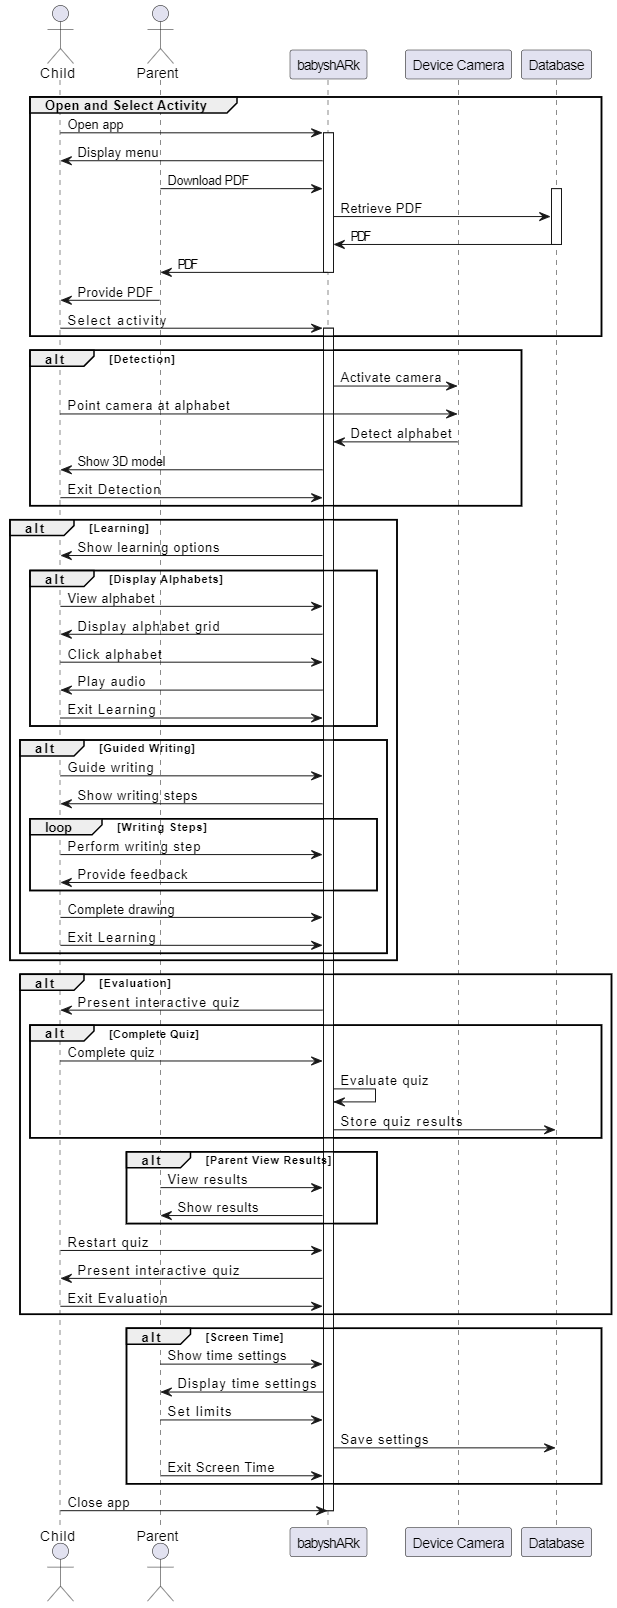 Child Parent babyshARk Device Camera Database
Open and Select Activity
Open app
Display menu
Download PDF
Retrieve PDF
PDF
PDF
Provide PDF
Select activity
alt [Detection]
Activate camera
Point camera at alphabet
Detect alphabet
Show 3D model
Exit Detection
alt [Learning]
Show learning options
alt [Display Alphabets]
View alphabet
Display alphabet grid
Click alphabet
Play audio
Exit Learning
alt [Guided Writing]
Guide writing
Show writing steps
loop [Writing Steps]
Perform writing step
Provide feedback
Complete drawing
Exit Learning
alt [Evaluation]
Present interactive quiz
alt [Complete Quiz]
Complete quiz
Evaluate quiz
Store quiz results
alt [Parent View Results]
View results
Show results
Restart quiz
Present interactive quiz
Exit Evaluation
alt [Screen Time]
Show time settings
Display time settings
Set limits
Save settings
Exit Screen Time
Close app
Child Parent babyshARk Device Camera Database